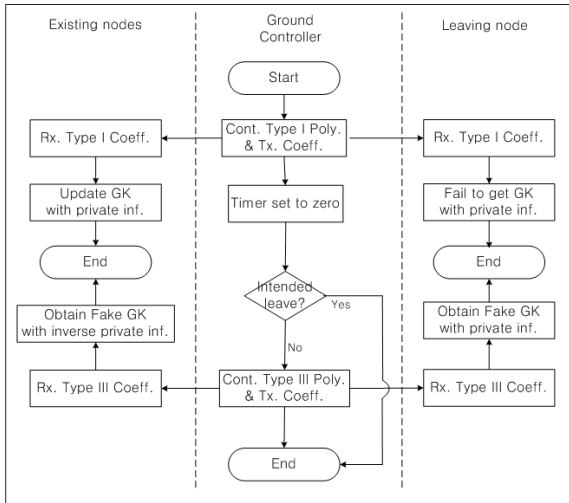 Existing nodes
Ground
Controller
Leaving node
Start
Rx. Type I Coeff.
Cont. Type I Poly.
& Tx. Coeff.
Rx. Type I Coeff.
Update GK
with private inf.
Timer set to zero
Fail to get GK
with private inf.
End
Intended
leave?
Yes
No
End
Obtain Fake GK
with inverse private inf.
Obtain Fake GK
with private inf.
Rx. Type III Coeff.
Cont. Type III Poly.
& Tx. Coeff.
Rx. Type III Coeff.
End